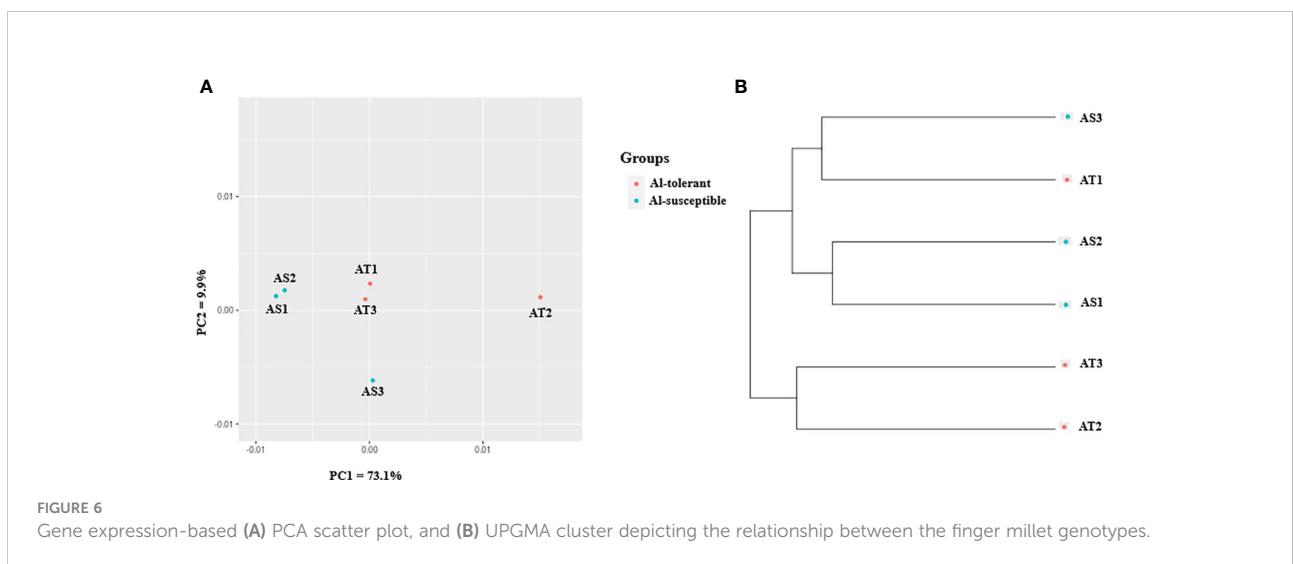 A
B
0.01
0.00
-0.01
-0.01
0.00
0.01
PC2 = 9.9%
PC1 = 73.1%
AS2
AS1
AT1
AT3
AT2
AS3
Groups
Al-tolerant
Al-susceptible
AS3
AT1
AS2
AS1
AT3
AT2
FIGURE 6
Gene expression-based (A) PCA scatter plot, and (B) UPGMA cluster depicting the relationship between the finger millet genotypes.